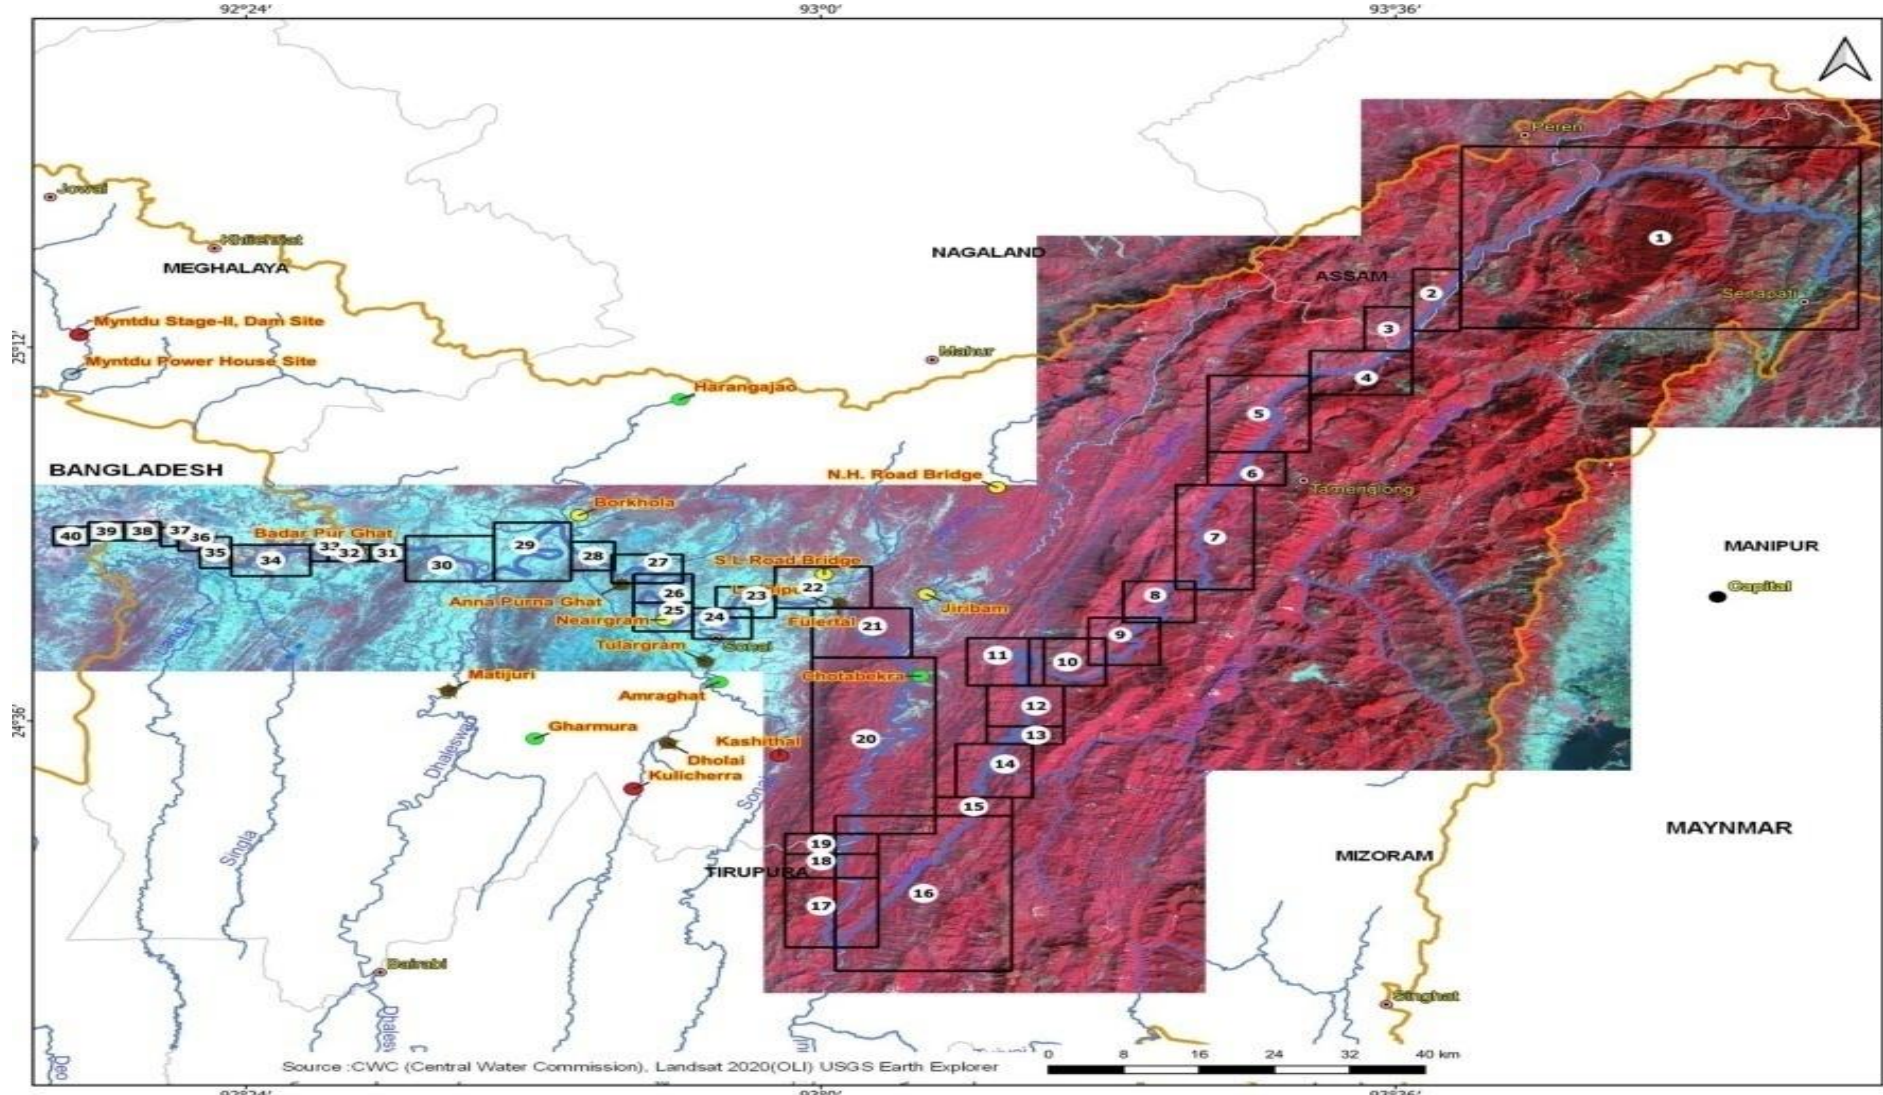 92°24′ 93°0′ 93°36′
Peren
Jowai
Khliehriat
MEGHALAYA
NAGALAND
ASSAM
1
2
Senapati
Myntdu Stage-II, Dam Site
3
25°12′
Mahur
Myntdu Power House Site
4
Harangajao
5
BANGLADESH
N.H. Road Bridge
6
Tamenglong
Borkhola
40 39 38 37 36 Badar Pur Ghat 29
7
MANIPUR
35 34 33 32 31 30 28 27
S L Road Bridge
Capital
Anna Purna Ghat 26 23 22
8
Neairgram 25 24 Fulertal 21
Jiribam
9
Tulargram Sonai
11 10
Matijuri
Amraghat
Chotabekra
12
24°36′
Gharmura
20
13
Dhaleswari
Kashithal
Dholai
14
Kulicherra
Sonai
15
MAYNMAR
Singla
19
18
MIZORAM
TIRUPURA
16
17
Bairabi
Singhat
Deo
Source :CWC (Central Water Commission), Landsat 2020(OLI) USGS Earth Explorer
0 8 16 24 32 40 km